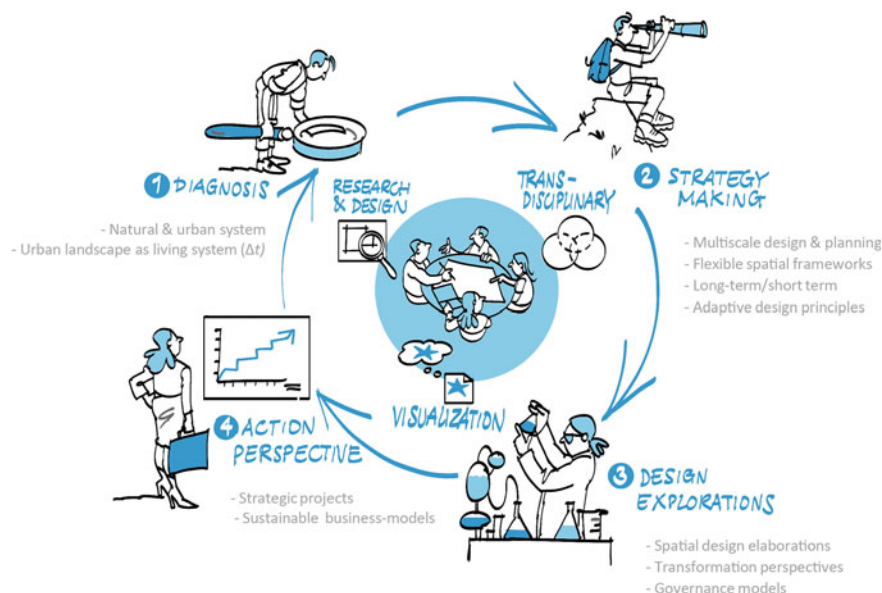 1 DIAGNOSIS
- Natural & urban system
- Urban landscape as living system (Δt)
RESEARCH
& DESIGN
TRANS-
DISCIPLINARY
VISUALIZATION
2 STRATEGY
MAKING
- Multiscale design & planning
- Flexible spatial frameworks
- Long-term/short term
- Adaptive design principles
3 DESIGN
EXPLORATIONS
- Spatial design elaborations
- Transformation perspectives
- Governance models
4 ACTION
PERSPECTIVE
- Strategic projects
- Sustainable business-models